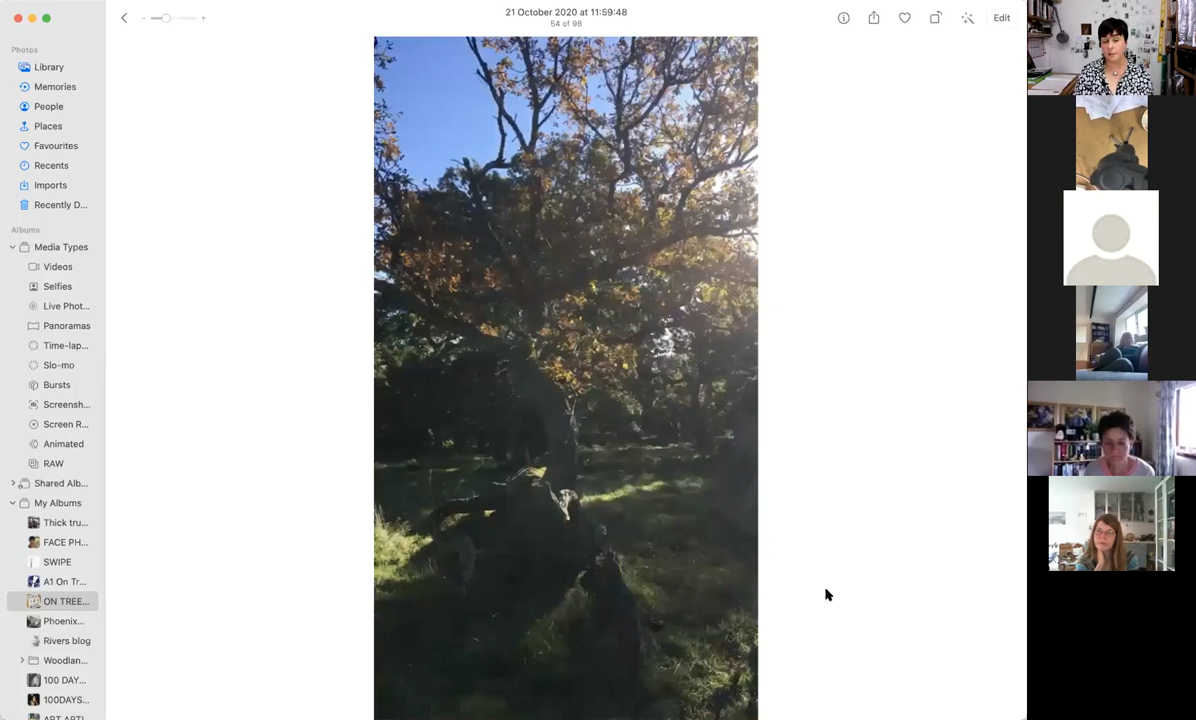 21 October 2020 at 11:59:48
54 of 98
Edit
Photos
Library
Memories
People
Places
Favourites
Recents
Imports
Recently D...
Albums
Media Types
Videos
Selfies
Live Phot...
Panoramas
Time-lap...
Slo-mo
Bursts
Screensh...
Screen R...
Animated
RAW
Shared Alb...
My Albums
Thick tru...
FACE PH...
SWIPE
A1 On Tr...
ON TREE...
Phoenix...
Rivers blog
Woodlan...
100 DAY...
100DAYS...